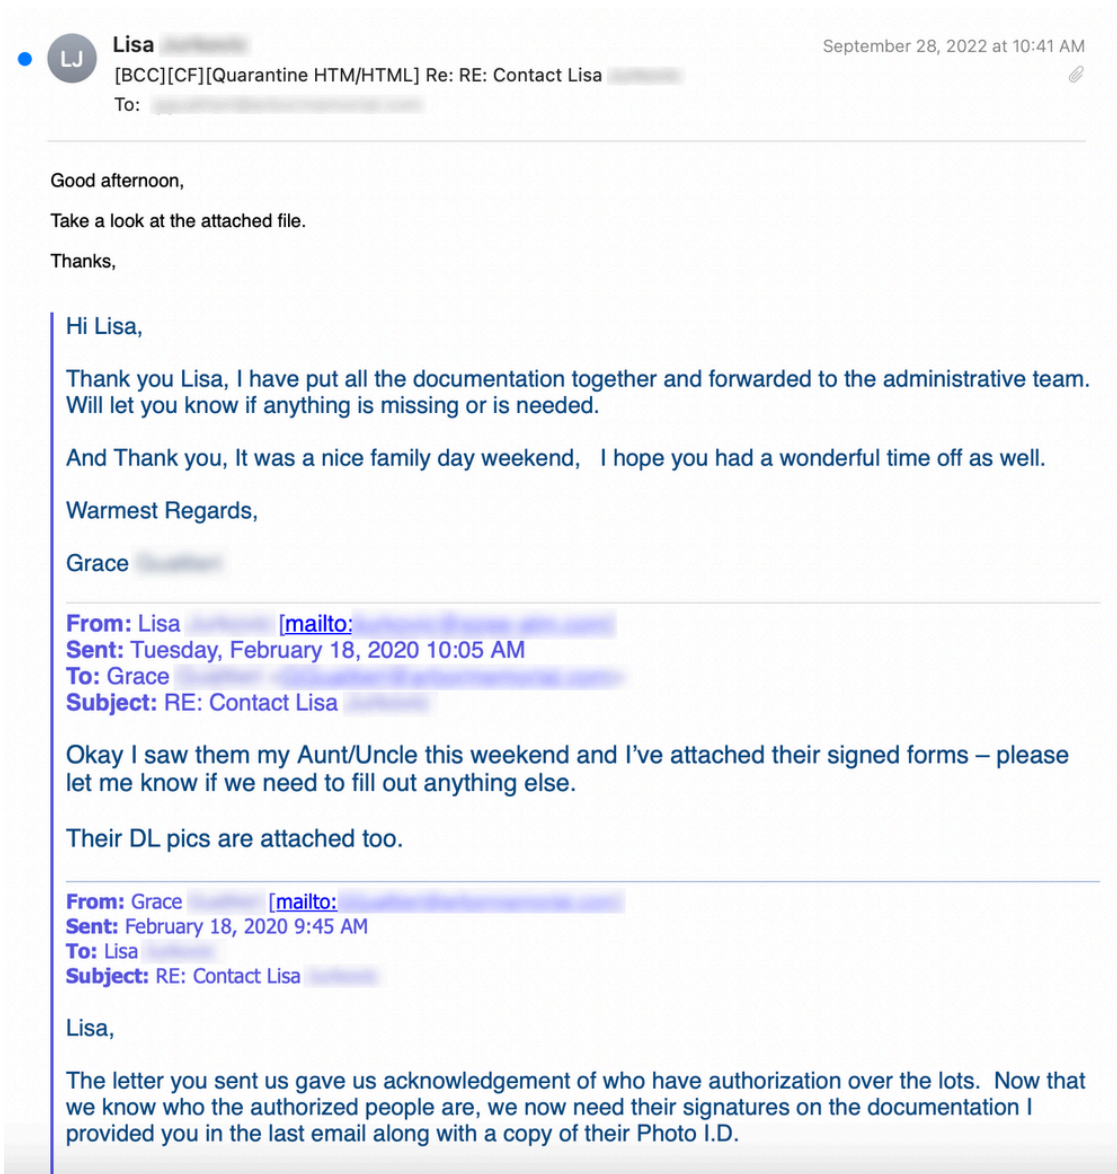 LJ
Lisa
September 28, 2022 at 10:41 AM
[BCC][CF][Quarantine HTM/HTML] Re: RE: Contact Lisa
To:
Good afternoon,
Take a look at the attached file.
Thanks,
Hi Lisa,
Thank you Lisa, I have put all the documentation together and forwarded to the administrative team.
Will let you know if anything is missing or is needed.
And Thank you, It was a nice family day weekend,   I hope you had a wonderful time off as well.
Warmest Regards,
Grace
From: Lisa [mailto:
Sent: Tuesday, February 18, 2020 10:05 AM
To: Grace
Subject: RE: Contact Lisa
Okay I saw them my Aunt/Uncle this weekend and I've attached their signed forms – please
let me know if we need to fill out anything else.
Their DL pics are attached too.
From: Grace [mailto:
Sent: February 18, 2020 9:45 AM
To: Lisa
Subject: RE: Contact Lisa
Lisa,
The letter you sent us gave us acknowledgement of who have authorization over the lots.  Now that
we know who the authorized people are, we now need their signatures on the documentation I
provided you in the last email along with a copy of their Photo I.D.